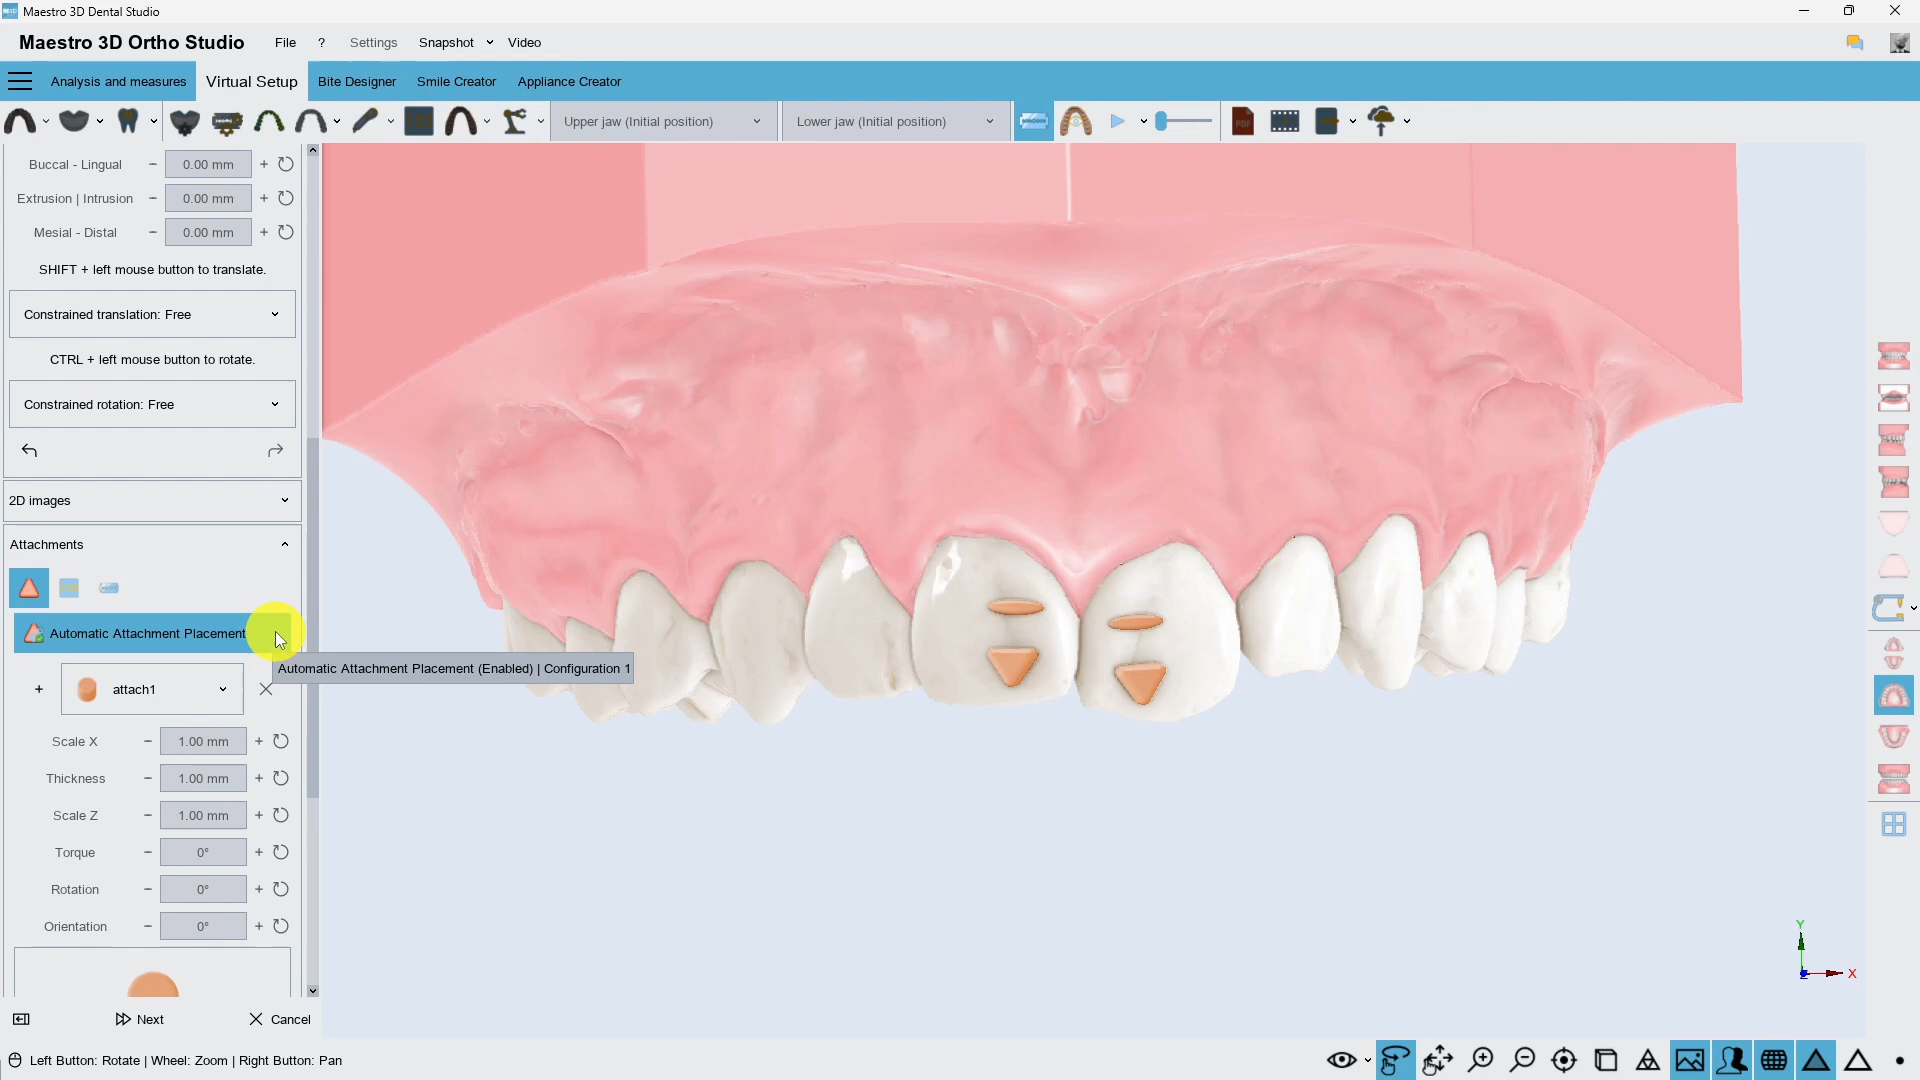 Maestro 3D Dental Studio
Maestro 3D Ortho Studio
File
?
Settings
Snapshot
Video
Analysis and measures
Virtual Setup
Bite Designer
Smile Creator
Appliance Creator
Upper jaw (Initial position)
Lower jaw (Initial position)
PDF
Buccal - Lingual
0.00 mm
Extrusion | Intrusion
0.00 mm
Mesial - Distal
0.00 mm
SHIFT + left mouse button to translate.
Constrained translation: Free
CTRL + left mouse button to rotate.
Constrained rotation: Free
2D images
Attachments
Automatic Attachment Placement
Automatic Attachment Placement (Enabled) | Configuration 1
attach1
Scale X
1.00 mm
Thickness
1.00 mm
Scale Z
1.00 mm
Torque
0°
Rotation
0°
Orientation
0°
Next
Cancel
Y
X
Z
Left Button: Rotate | Wheel: Zoom | Right Button: Pan